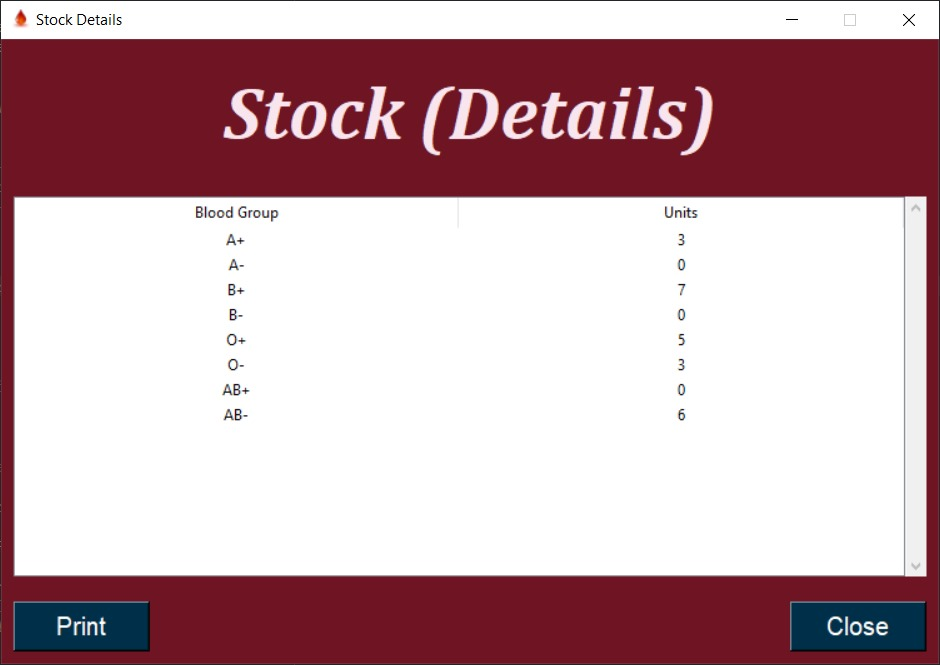 Stock Details
Stock (Details)
Blood Group Units
A+ 3
A- 0
B+ 7
B- 0
O+ 5
O- 3
AB+ 0
AB- 6
Print Close